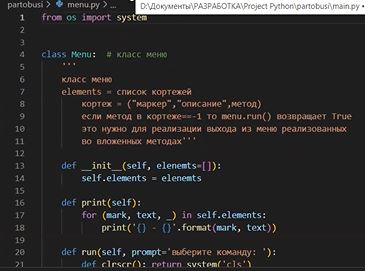 D:\Документы\РАЗРАБОТКА\Project Python\partobusi\main.py •
partobusi > menu.py > ...
1 from os import system
2
3
4 class Menu:  # класс меню
5 '''
6 класс меню
7 elements = список кортежей
8 кортеж = ("маркер","описание",метод)
9 если метод в кортеже==-1 то menu.run() возвращает True
10 это нужно для реализации выхода из меню реализованных
11 во вложенных методах'''
12
13 def __init__(self, elenemts=[]):
14 self.elements = elenemts
15
16 def print(self):
17 for (mark, text, _) in self.elements:
18 print('{} - {}'.format(mark, text))
19
20 def run(self, prompt='выберите команду: '):
21 def clrscr(): return system('cls')